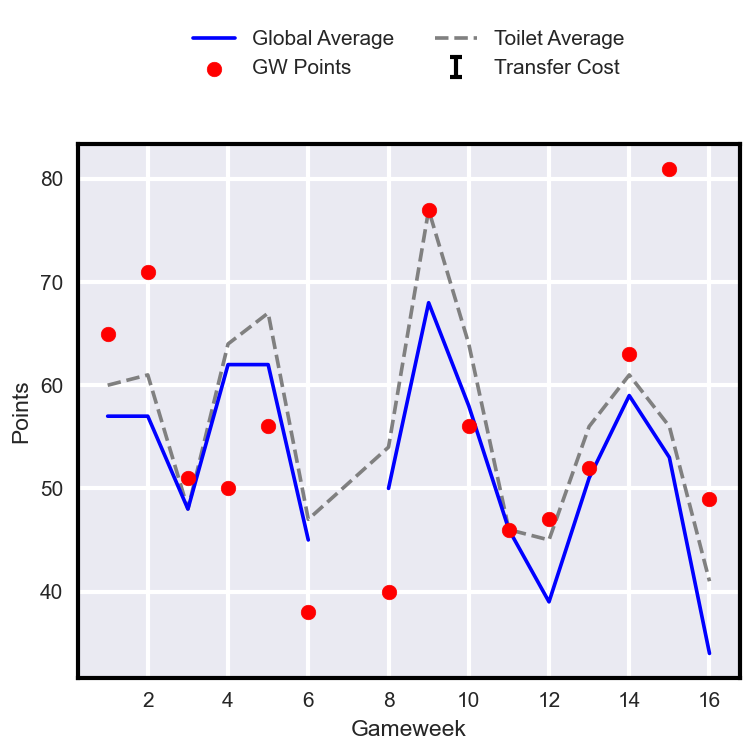 Global Average
Toilet Average
GW Points
Transfer Cost
80
70
60
50
40
Points
2 4 6 8 10 12 14 16
Gameweek